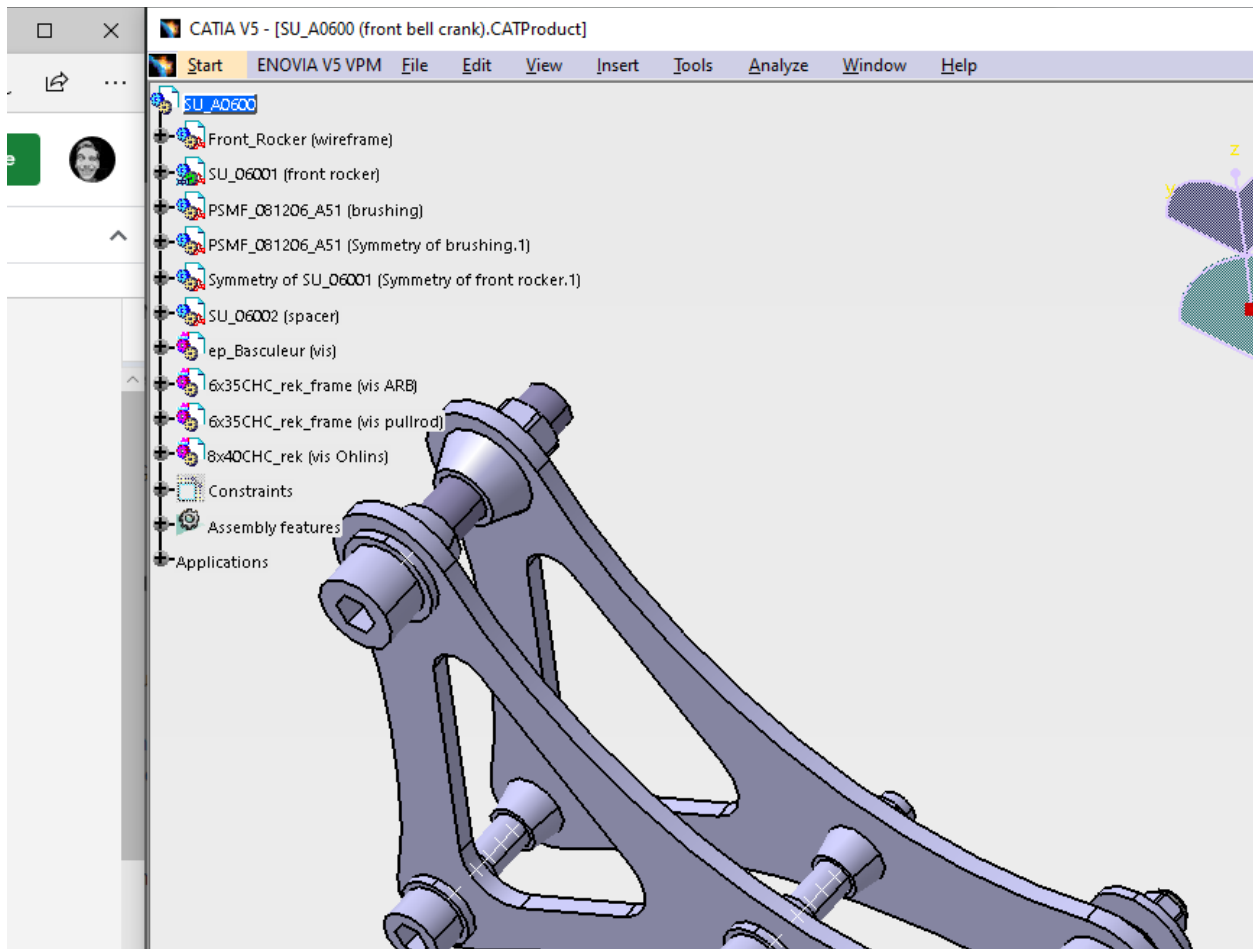 CATIA V5 - [SU_A0600 (front bell crank).CATProduct]
Start ENOVIA V5 VPM File Edit View Insert Tools Analyze Window Help
SU_A0600
Front_Rocker (wireframe)
SU_06001 (front rocker)
PSMF_081206_A51 (brushing)
PSMF_081206_A51 (Symmetry of brushing.1)
Symmetry of SU_06001 (Symmetry of front rocker.1)
SU_06002 (spacer)
ep_Basculeur (vis)
6x35CHC_rek_frame (vis ARB)
6x35CHC_rek_frame (vis pullrod)
8x40CHC_rek (vis Ohlins)
Constraints
Assembly features
Applications
z
y